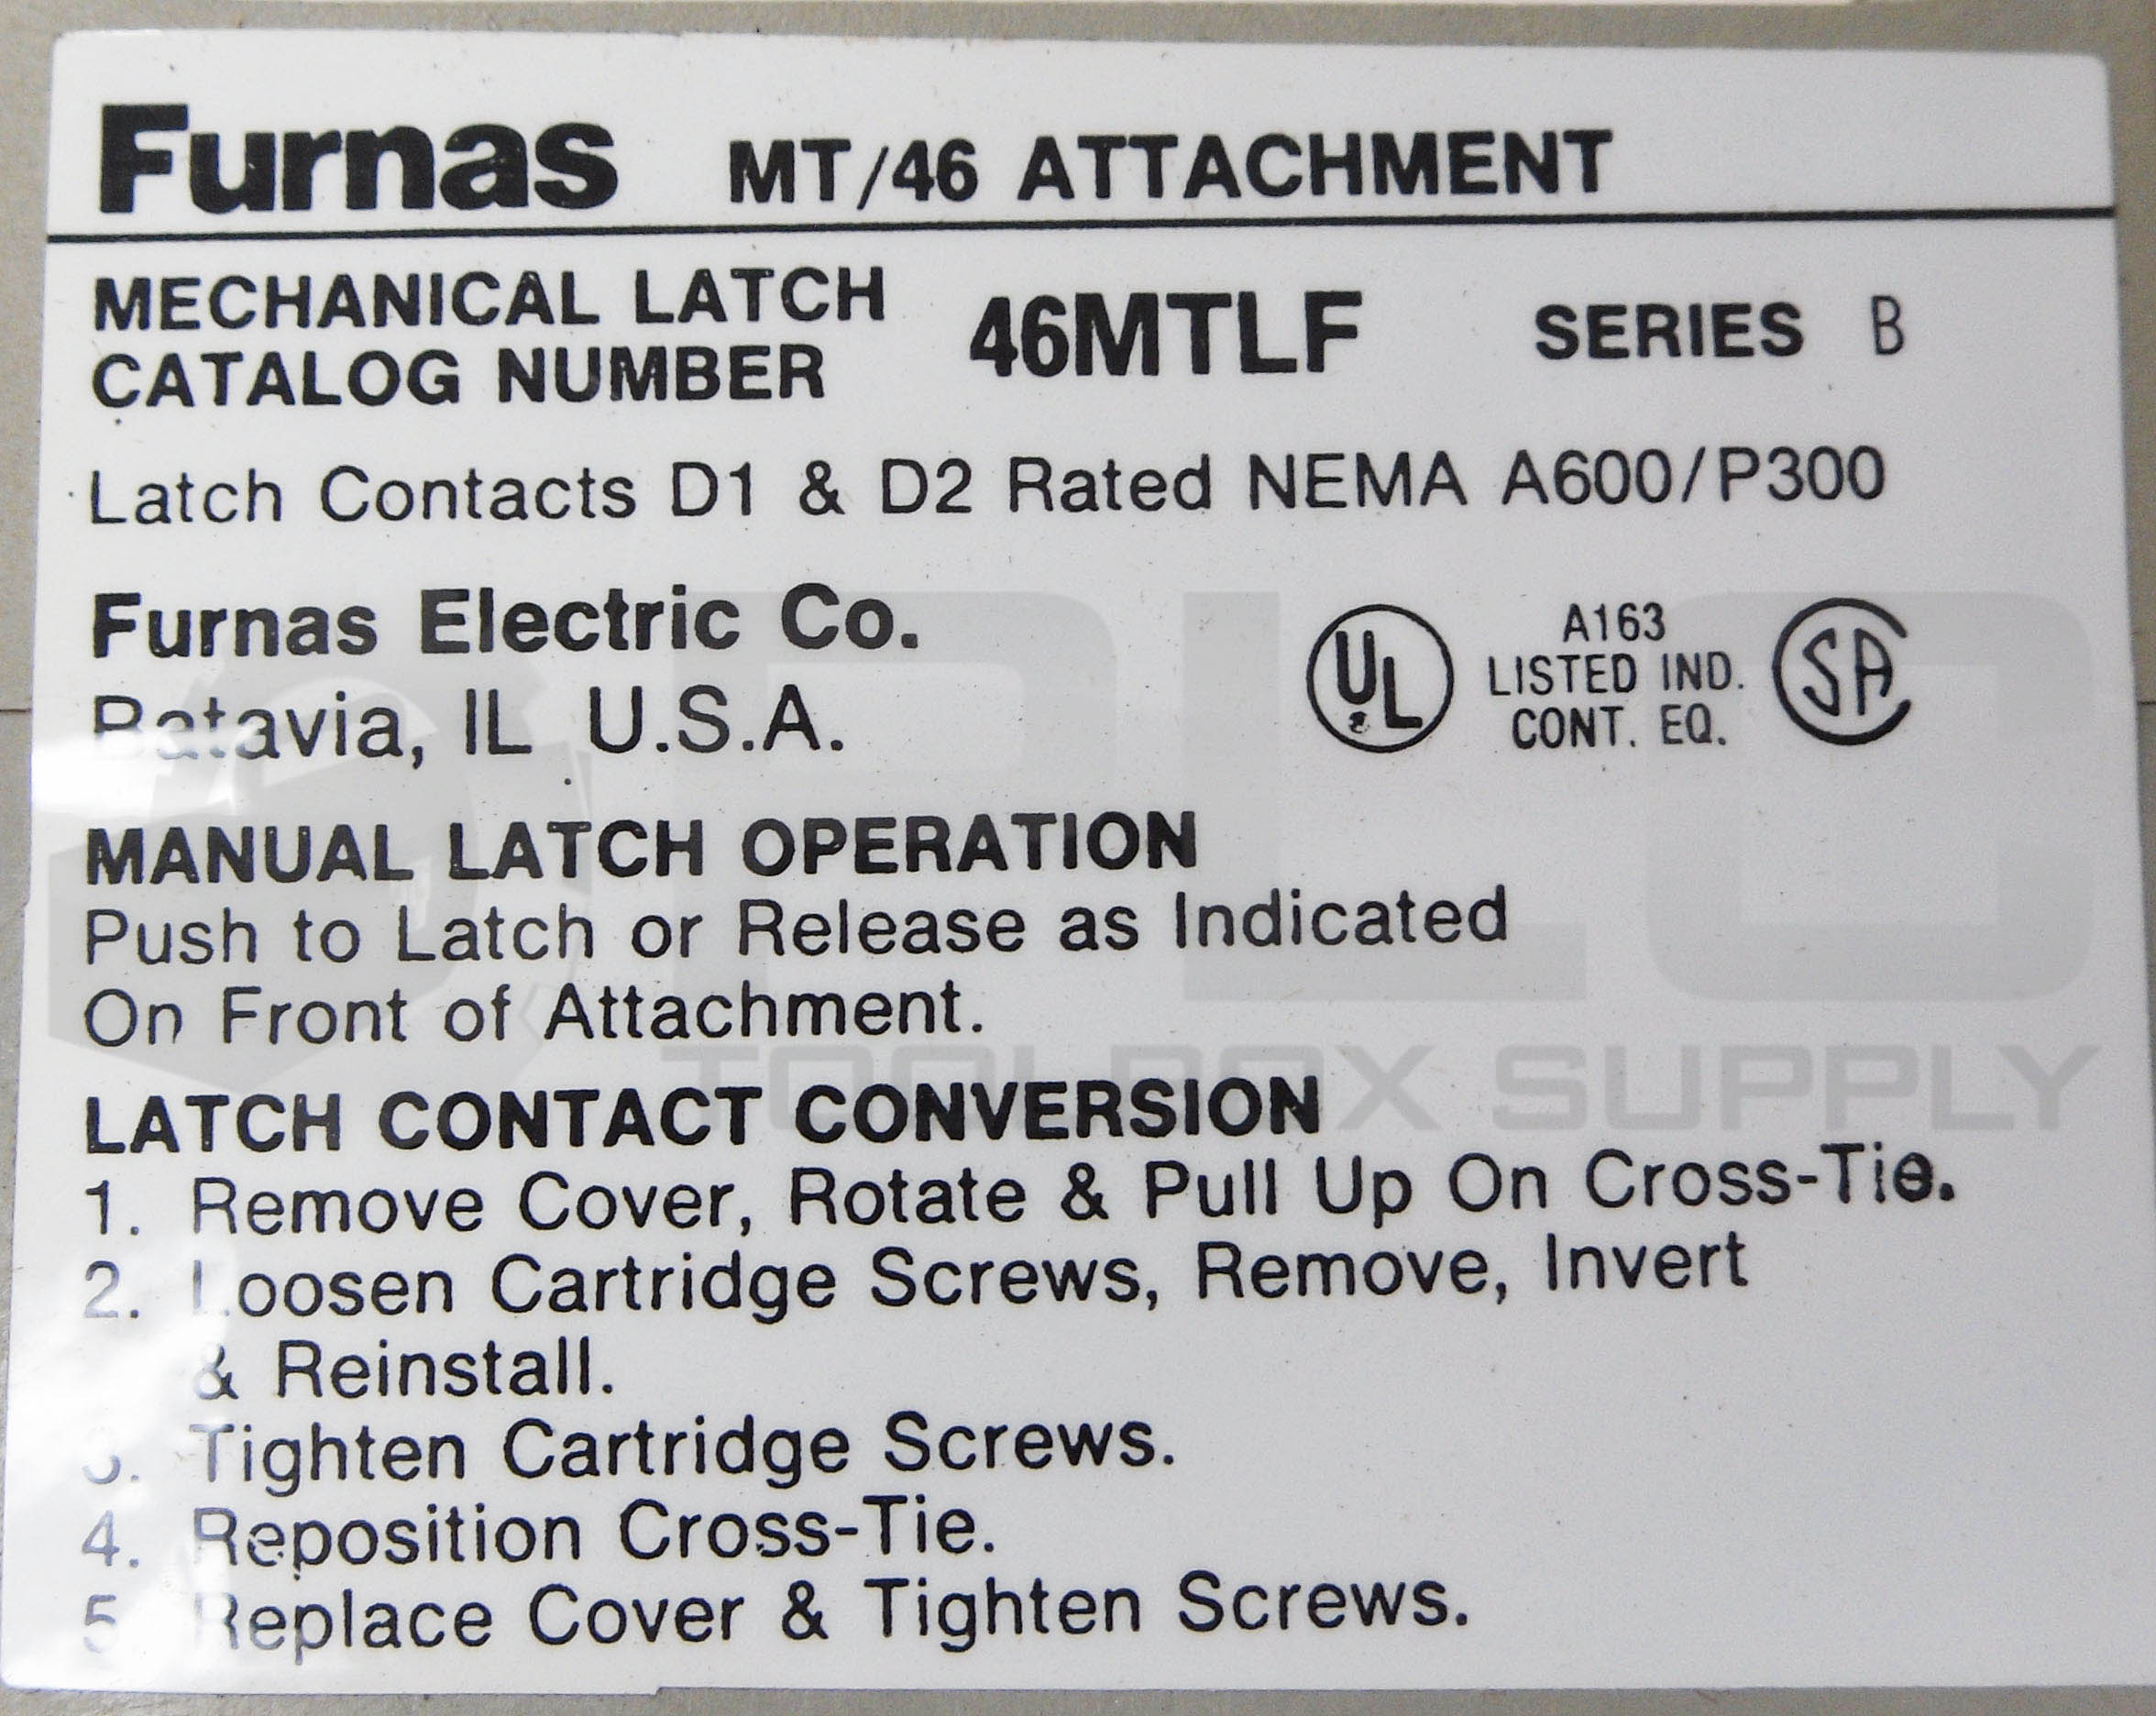 Furnas MT/46 ATTACHMENT
MECHANICAL LATCH
CATALOG NUMBER 46MTLF SERIES B
Latch Contacts D1 & D2 Rated NEMA A600/P300
Furnas Electric Co.
Batavia, IL U.S.A.
UL A163 SA
LISTED IND.
CONT. EQ.
MANUAL LATCH OPERATION
Push to Latch or Release as Indicated
On Front of Attachment.
LATCH CONTACT CONVERSION
1. Remove Cover, Rotate & Pull Up On Cross-Tie.
2. Loosen Cartridge Screws, Remove, Invert
& Reinstall.
3. Tighten Cartridge Screws.
4. Reposition Cross-Tie.
5. Replace Cover & Tighten Screws.
TOOLBOX SUPPLY